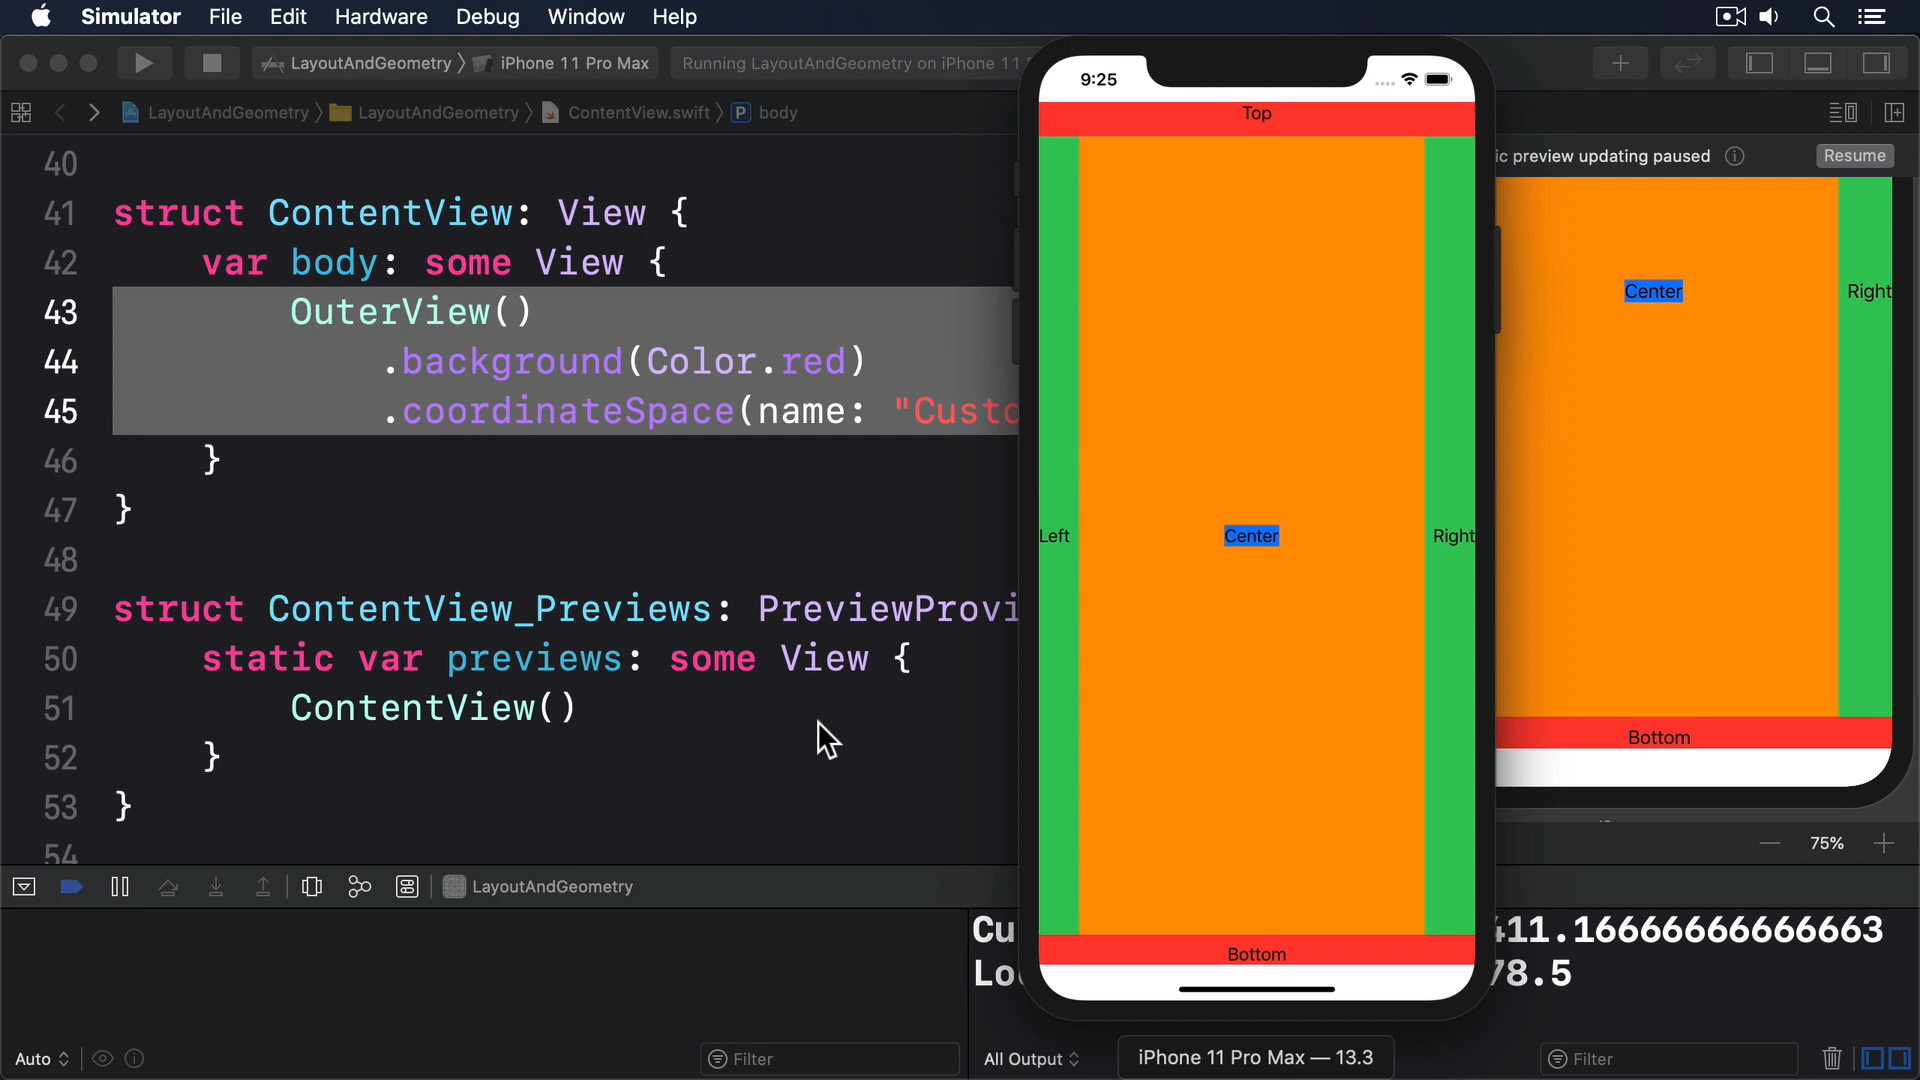 Simulator File Edit Hardware Debug Window Help
LayoutAndGeometry iPhone 11 Pro Max Running LayoutAndGeometry on iPhone 11
LayoutAndGeometry LayoutAndGeometry ContentView.swift P body
ic preview updating paused Resume
40
41 struct ContentView: View {
42 var body: some View {
43 OuterView()
44 .background(Color.red)
45 .coordinateSpace(name: "Custo
46 }
47 }
48
49 struct ContentView_Previews: PreviewProvi
50 static var previews: some View {
51 ContentView()
52 }
53 }
54
9:25
Top
Left Center Right
Bottom
Center Right
Bottom
75%
LayoutAndGeometry
Cu 411.16666666666663
Lo 78.5
Auto Filter All Output iPhone 11 Pro Max — 13.3 Filter